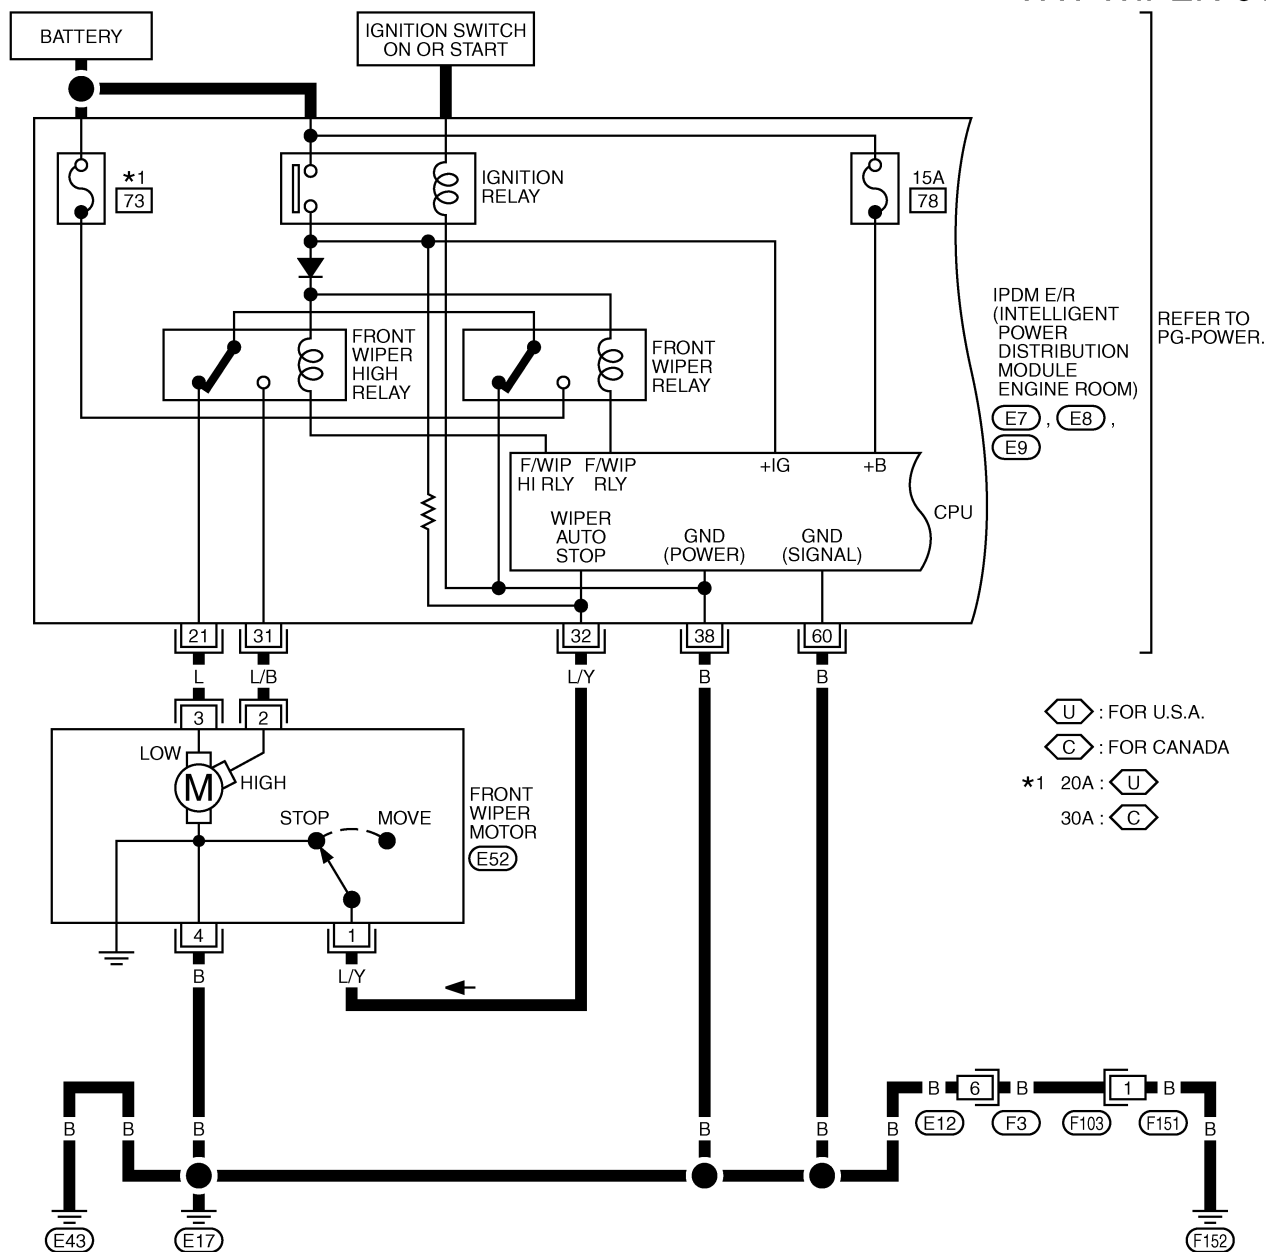 BATTERY
IGNITION SWITCH
ON OR START
*1
73
IGNITION
RELAY
15A
78
IPDM E/R
(INTELLIGENT
POWER
DISTRIBUTION
MODULE
ENGINE ROOM)
E7 , E8 ,
E9
REFER TO
PG-POWER.
FRONT
WIPER
HIGH
RELAY
FRONT
WIPER
RELAY
F/WIP
HI RLY
F/WIP
RLY
+IG
+B
CPU
WIPER
AUTO
STOP
GND
(POWER)
GND
(SIGNAL)
21
31
32
38
60
L
L/B
L/Y
B
B
3
2
LOW
M
HIGH
STOP
MOVE
FRONT
WIPER
MOTOR
E52
U : FOR U.S.A.
C : FOR CANADA
*1 20A : U
30A : C
4
1
B
L/Y
B
6
B
1
B
E12
F3
F103
F151
B
B
B
B
B
B
B
E43
E17
F152